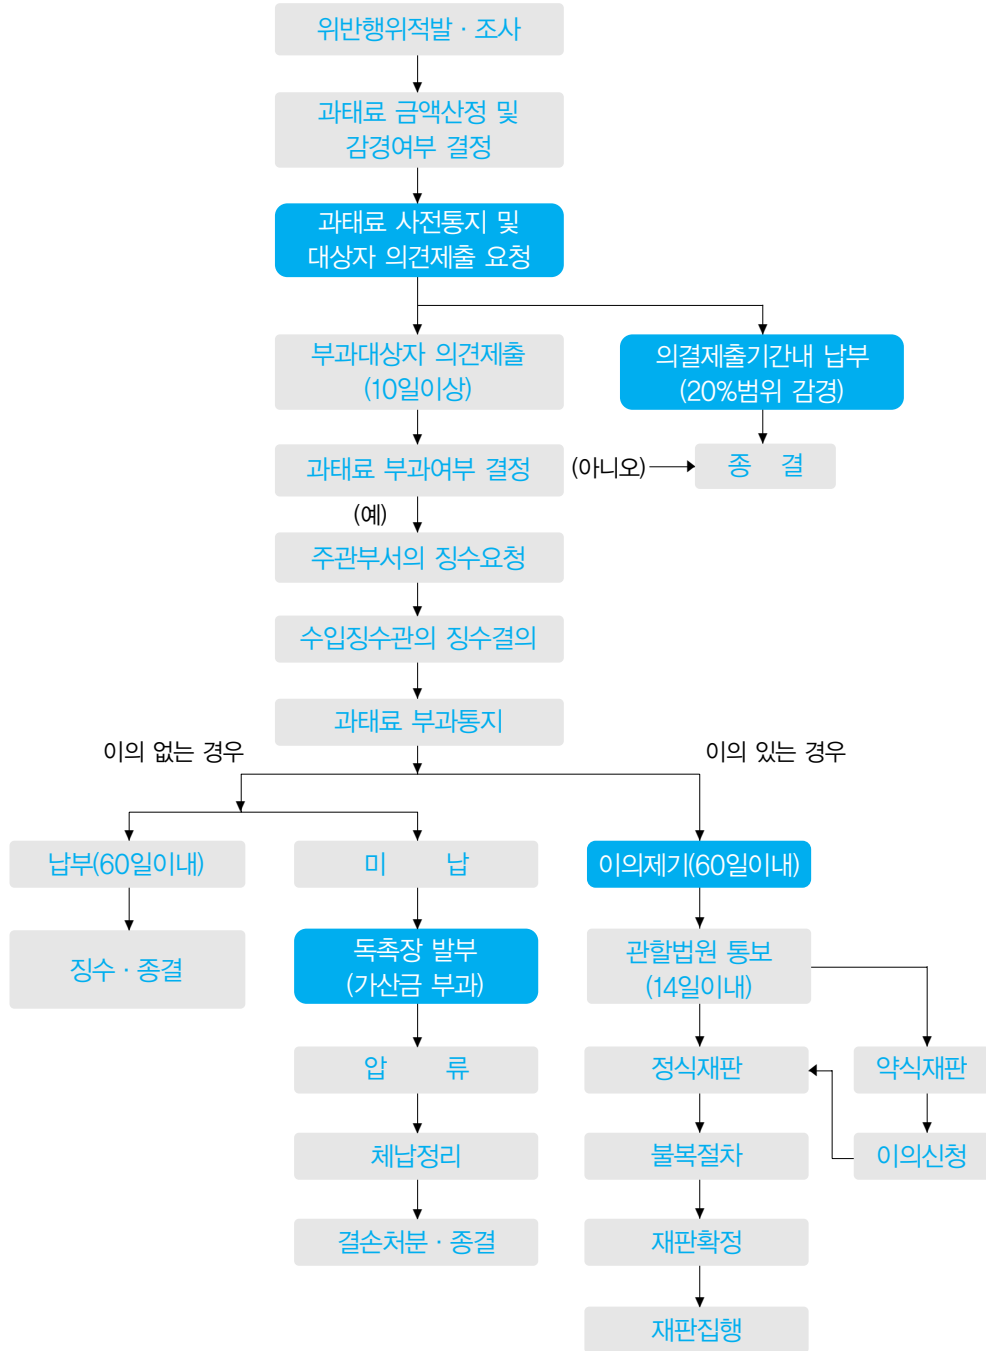 위반행위적발 · 조사
과태료 금액산정 및
감경여부 결정
과태료 사전통지 및
대상자 의견제출 요청
부과대상자 의견제출
(10일이상)
의결제출기간내 납부
(20%범위 감경)
과태료 부과여부 결정
(아니오)
종 결
(예)
주관부서의 징수요청
수입징수관의 징수결의
과태료 부과통지
이의 없는 경우
이의 있는 경우
납부(60일이내)
미 납
이의제기(60일이내)
징수 · 종결
독촉장 발부
(가산금 부과)
관할법원 통보
(14일이내)
압 류
정식재판
약식재판
체납정리
불복절차
이의신청
결손처분 · 종결
재판확정
재판집행